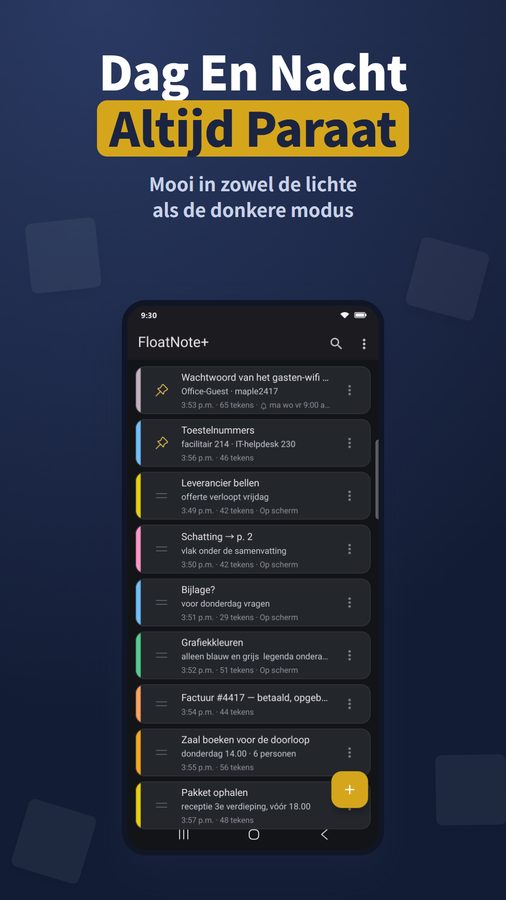 Dag En Nacht
Altijd Paraat
Mooi in zowel de lichte
als de donkere modus
9:30
FloatNote+
Wachtwoord van het gasten-wifi ...
Office-Guest · maple2417
3:53 p.m. · 65 tekens · ma wo vr 9:00 a...
Toestelnummers
facilitair 214 · IT-helpdesk 230
3:56 p.m. · 46 tekens
Leverancier bellen
offerte verloopt vrijdag
3:49 p.m. · 42 tekens · Op scherm
Schatting → p. 2
vlak onder de samenvatting
3:50 p.m. · 42 tekens · Op scherm
Bijlage?
voor donderdag vragen
3:51 p.m. · 29 tekens · Op scherm
Grafiekkleuren
alleen blauw en grijs legenda ondera...
3:52 p.m. · 51 tekens · Op scherm
Factuur #4417 — betaald, opgeb...
3:54 p.m. · 44 tekens
Zaal boeken voor de doorloop
donderdag 14.00 · 6 personen
3:55 p.m. · 56 tekens
Pakket ophalen
receptie 3e verdieping, vóór 18.00
3:57 p.m. · 48 tekens